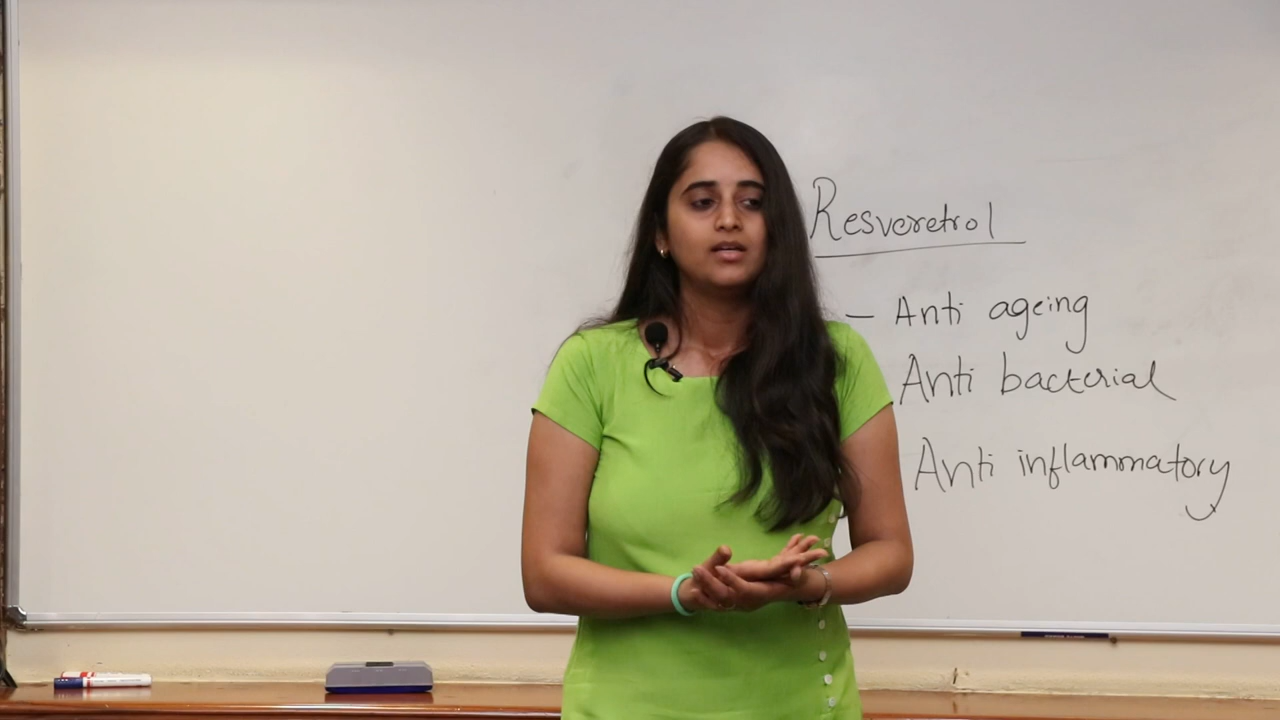 Resveretrol
- Anti ageing
Anti bacterial
Anti inflammatory